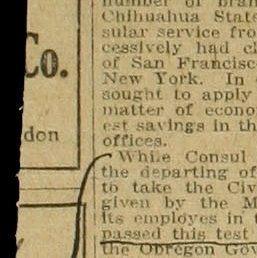 Co.
don
number of bran
Chihuahua State
sular service fro
cessively had c
of San Francisc
New York. In
sought to apply
matter of econo
est savings in th
offices.
While Consul
the departing of
to take the Civ
given by the M
its employes in t
passed this test
the Obregon Gov